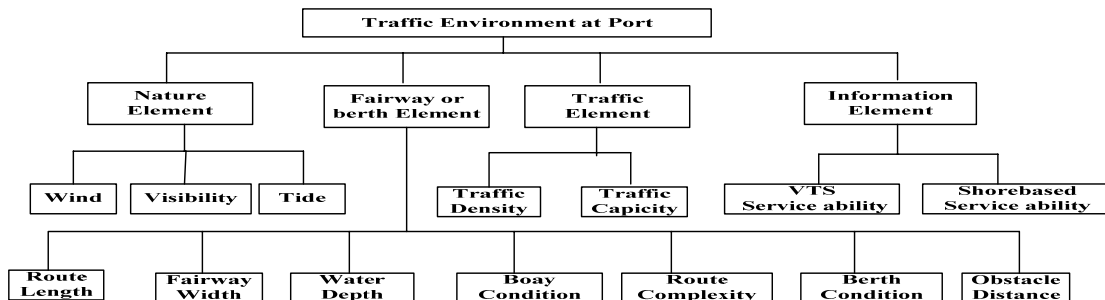 Traffic Environment at Port
Nature
Element
Fairway or
berth Element
Traffic
Element
Information
Element
Wind
Visibility
Tide
Traffic
Density
Traffic
Capicity
VTS
Service ability
Shorebased
Service ability
Route
Length
Fairway
Width
Water
Depth
Boay
Condition
Route
Complexity
Berth
Condition
Obstacle
Distance